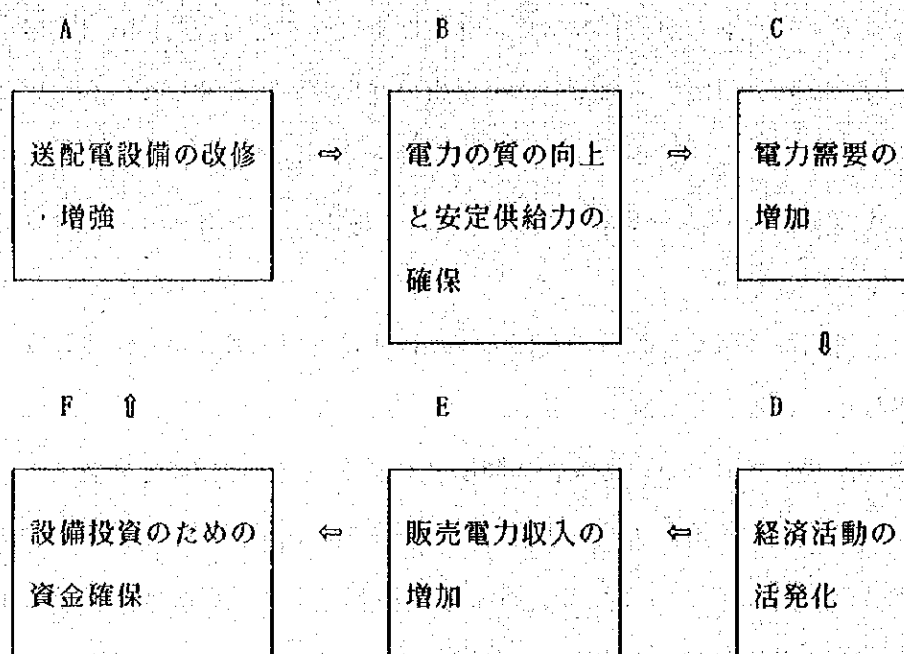 A B C
送配電設備の改修 ⇒ 電力の質の向上 ⇒ 電力需要の
・増強 と安定供給力の 増加
確保
⇓
F ⇑ E D
設備投資のための ⇐ 販売電力収入の ⇐ 経済活動の
資金確保 増加 活発化